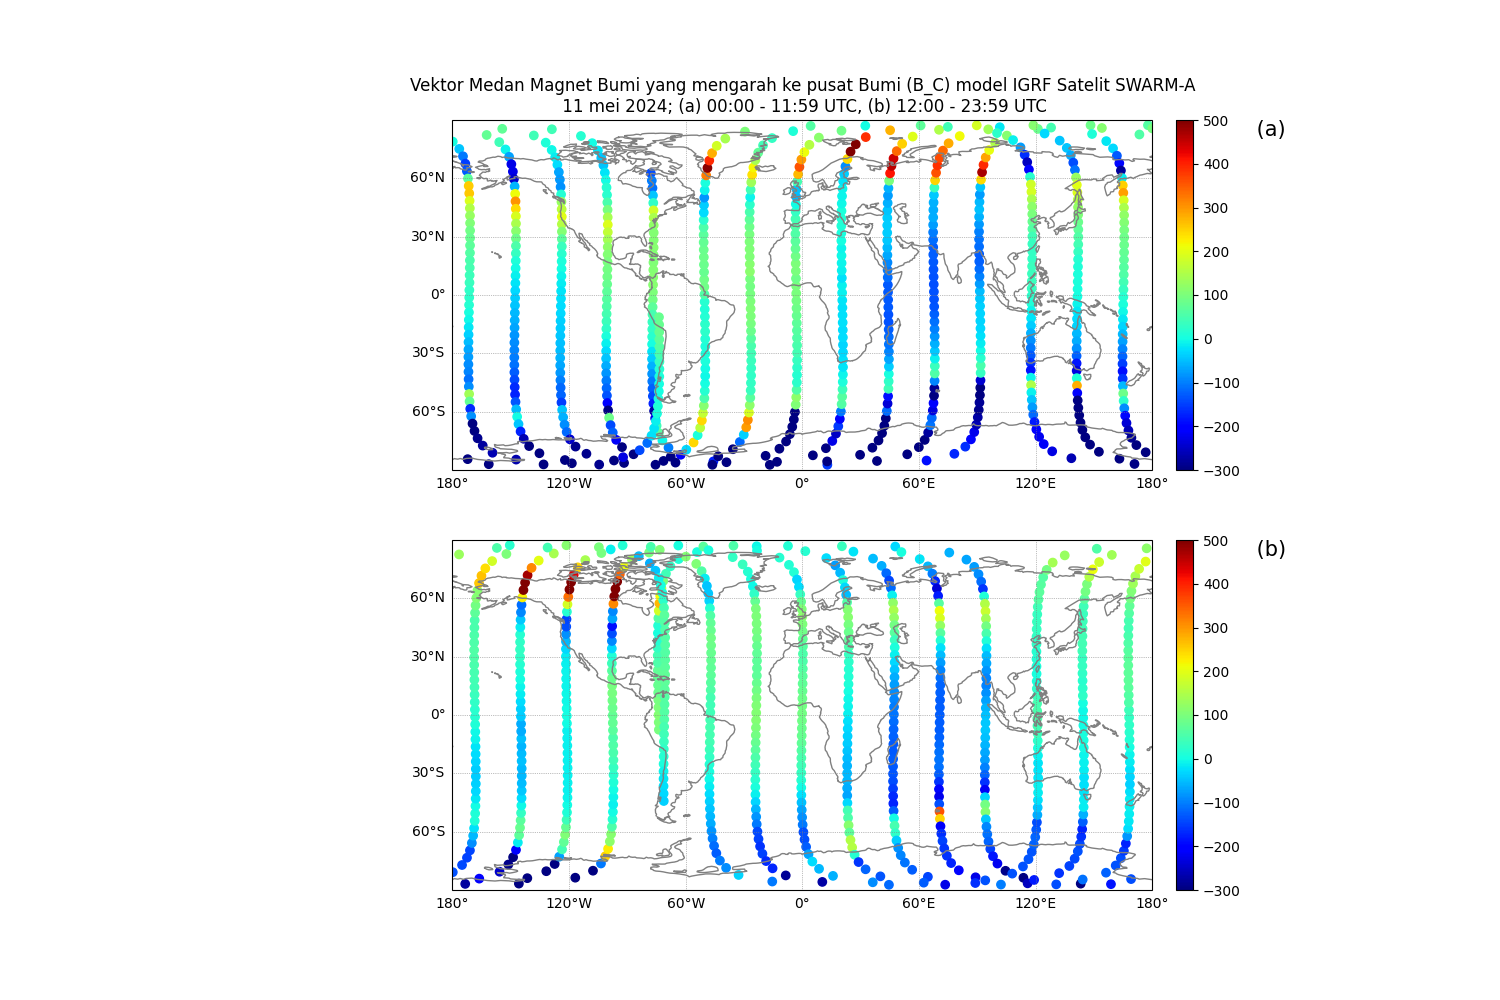 Vektor Medan Magnet Bumi yang mengarah ke pusat Bumi (B_C) model IGRF Satelit SWARM-A
11 mei 2024; (a) 00:00 - 11:59 UTC, (b) 12:00 - 23:59 UTC
(a)
60°N
30°N
0°
30°S
60°S
180° 120°W 60°W 0° 60°E 120°E 180°
500
400
300
200
100
0
−100
−200
−300
(b)
60°N
30°N
0°
30°S
60°S
180° 120°W 60°W 0° 60°E 120°E 180°
500
400
300
200
100
0
−100
−200
−300